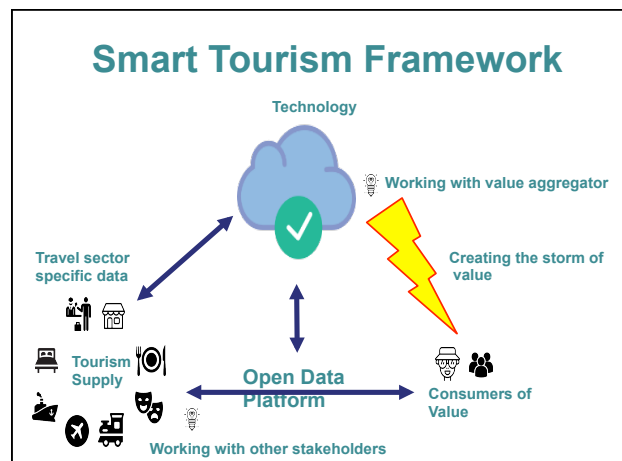 Smart Tourism Framework
Technology
Working with value aggregator
Travel sector
specific data
Creating the storm of
value
Tourism
Supply
Open Data
Platform
Consumers of
Value
Working with other stakeholders